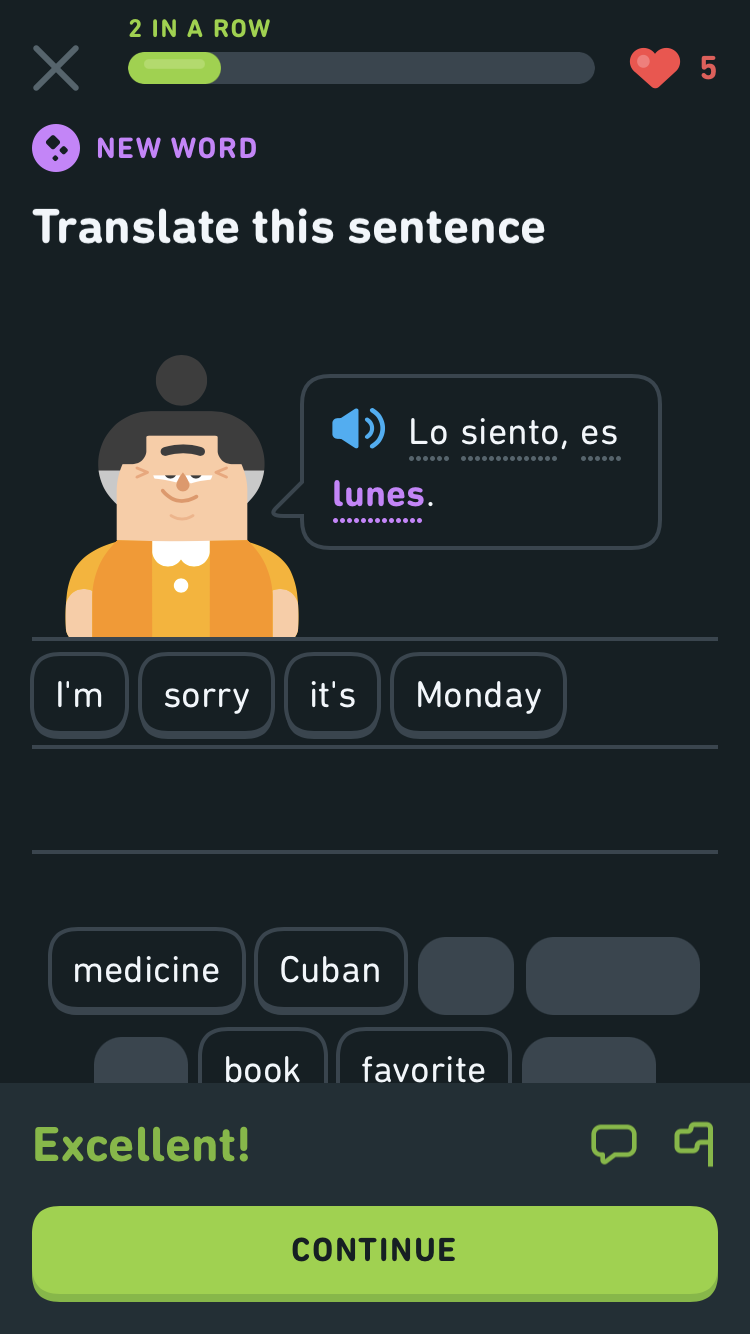 2 IN A ROW
5
NEW WORD
Translate this sentence
Lo siento, es
lunes.
I'm sorry it's Monday
medicine Cuban
book favorite
Excellent!
CONTINUE